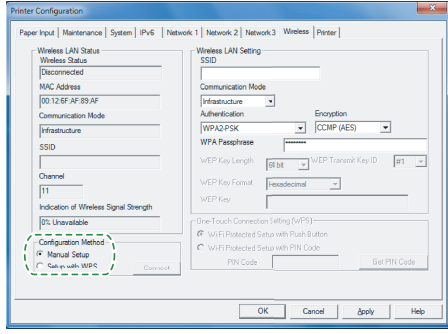 Printer Configuration
Paper Input Maintenance System IPv6 Network 1 Network 2 Network 3 Wireless Printer
Wireless LAN Status
Wireless Status
Disconnected
MAC Address
00:12:6F:AF:89:AF
Communication Mode
Infrastructure
SSID
Channel
11
Indication of Wireless Signal Strength
0% Unavailable
Configuration Method
Manual Setup
Setup with WPS
Connect
Wireless LAN Setting
SSID
Communication Mode
Infrastructure
Authentication Encryption
WPA2-PSK CCMP (AES)
WPA Passphrase ********
WEP Key Length 64 bit WEP Transmit Key ID #1
WEP Key Format Hexadecimal
WEP Key
One-Touch Connection Setting (WPS)
Wi-Fi Protected Setup with Push Button
Wi-Fi Protected Setup with PIN Code
PIN Code Get PIN Code
OK Cancel Apply Help